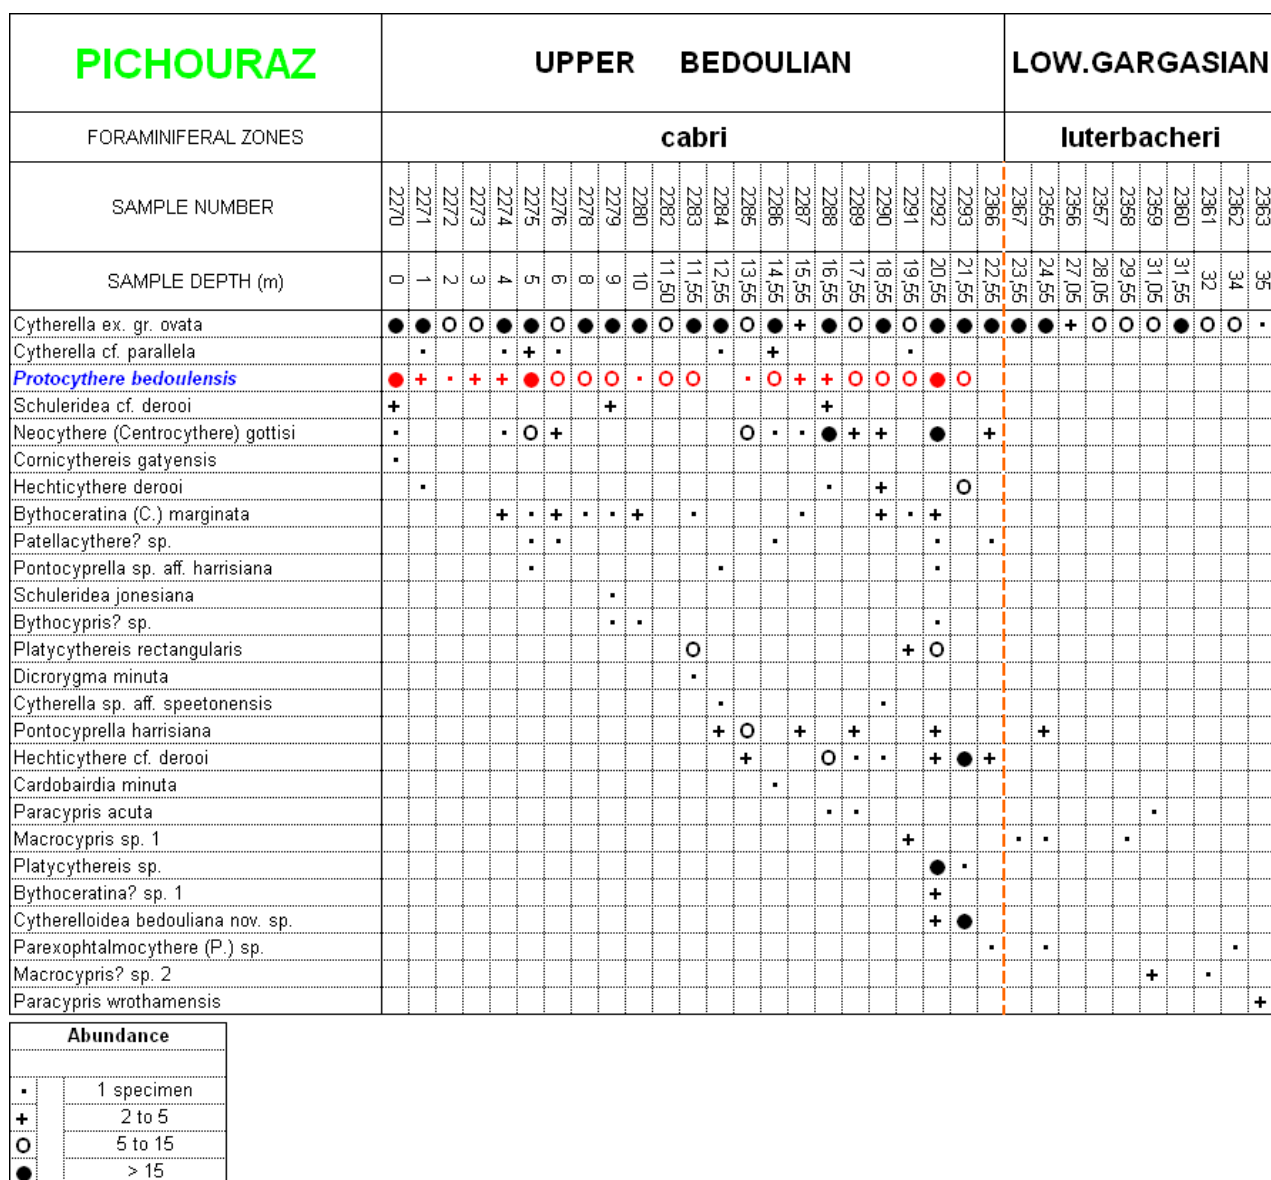 PICHOURAZ UPPER BEDOULIAN LOW.GARGASIAN
FORAMINIFERAL ZONES cabri luterbacheri
SAMPLE NUMBER 2270 2271 2272 2273 2274 2275 2276 2278 2279 2280 2282 2283 2284 2285 2286 2287 2288 2289 2290 2291 2292 2293 2366 2367 2355 2356 2357 2358 2359 2360 2361 2362 2363
SAMPLE DEPTH (m) 0 1 2 3 4 5 6 8 9 10 11,50 11,55 12,55 13,55 14,55 15,55 16,55 17,55 18,55 19,55 20,55 21,55 22,55 23,55 24,55 27,05 28,05 29,55 31,05 31,55 32 34 35
Cytherella ex. gr. ovata
Cytherella cf. parallela
Protocythere bedoulensis
Schuleridea cf. derooi
Neocythere (Centrocythere) gottisi
Cornicythereis gatyensis
Hechticythere derooi
Bythoceratina (C.) marginata
Patellacythere? sp.
Pontocyprella sp. aff. harrisiana
Schuleridea jonesiana
Bythocypris? sp.
Platycythereis rectangularis
Dicrorygma minuta
Cytherella sp. aff. speetonensis
Pontocyprella harrisiana
Hechticythere cf. derooi
Cardobairdia minuta
Paracypris acuta
Macrocypris sp. 1
Platycythereis sp.
Bythoceratina? sp. 1
Cytherelloidea bedouliana nov. sp.
Parexophtalmocythere (P.) sp.
Macrocypris? sp. 2
Paracypris wrothamensis
Abundance
1 specimen
2 to 5
5 to 15
> 15